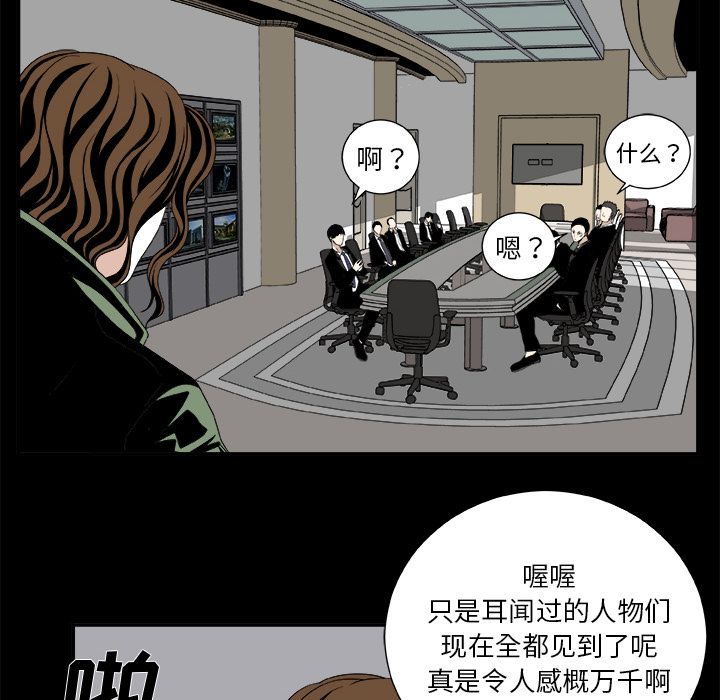 啊？
什么？
嗯？
喔喔
只是耳闻过的人物们
现在全都见到了呢
真是令人感概万千啊
啪